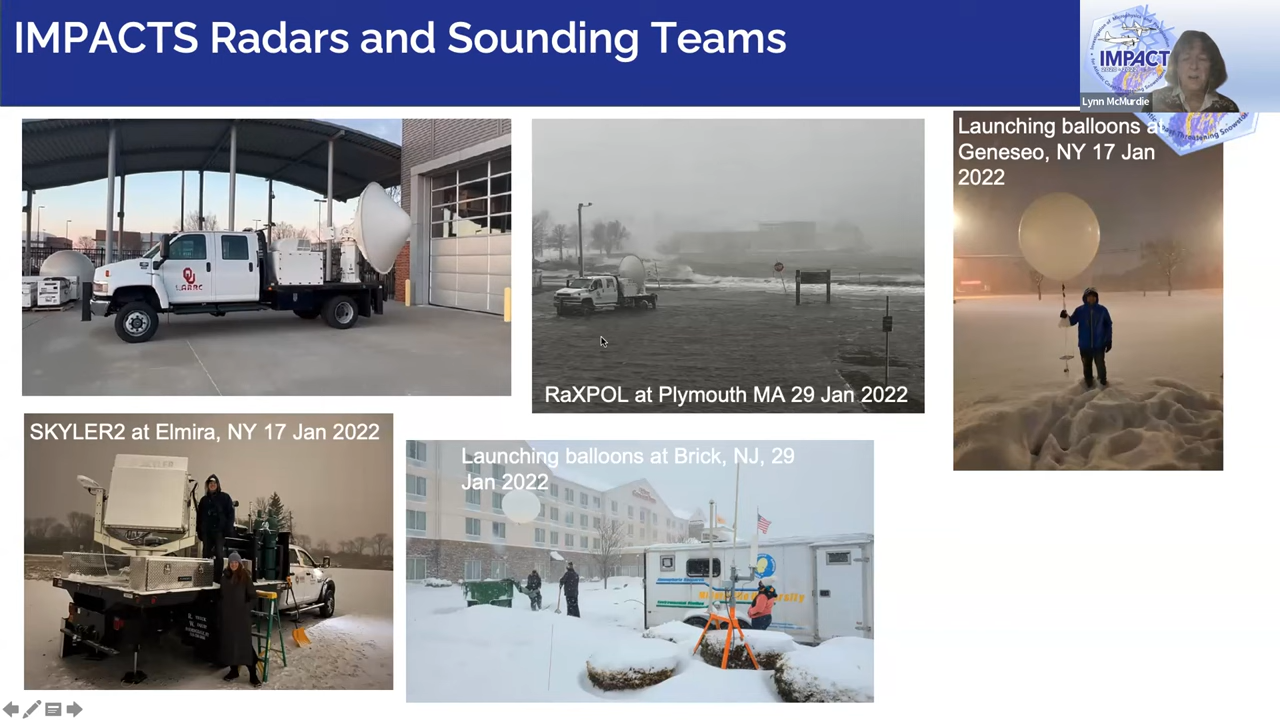 IMPACTS Radars and Sounding Teams
IMPACT
Lynn McMurdie
Launching balloons at
Geneseo, NY 17 Jan
2022
RaXPOL at Plymouth MA 29 Jan 2022
SKYLER2 at Elmira, NY 17 Jan 2022
Launching balloons at Brick, NJ, 29
Jan 2022